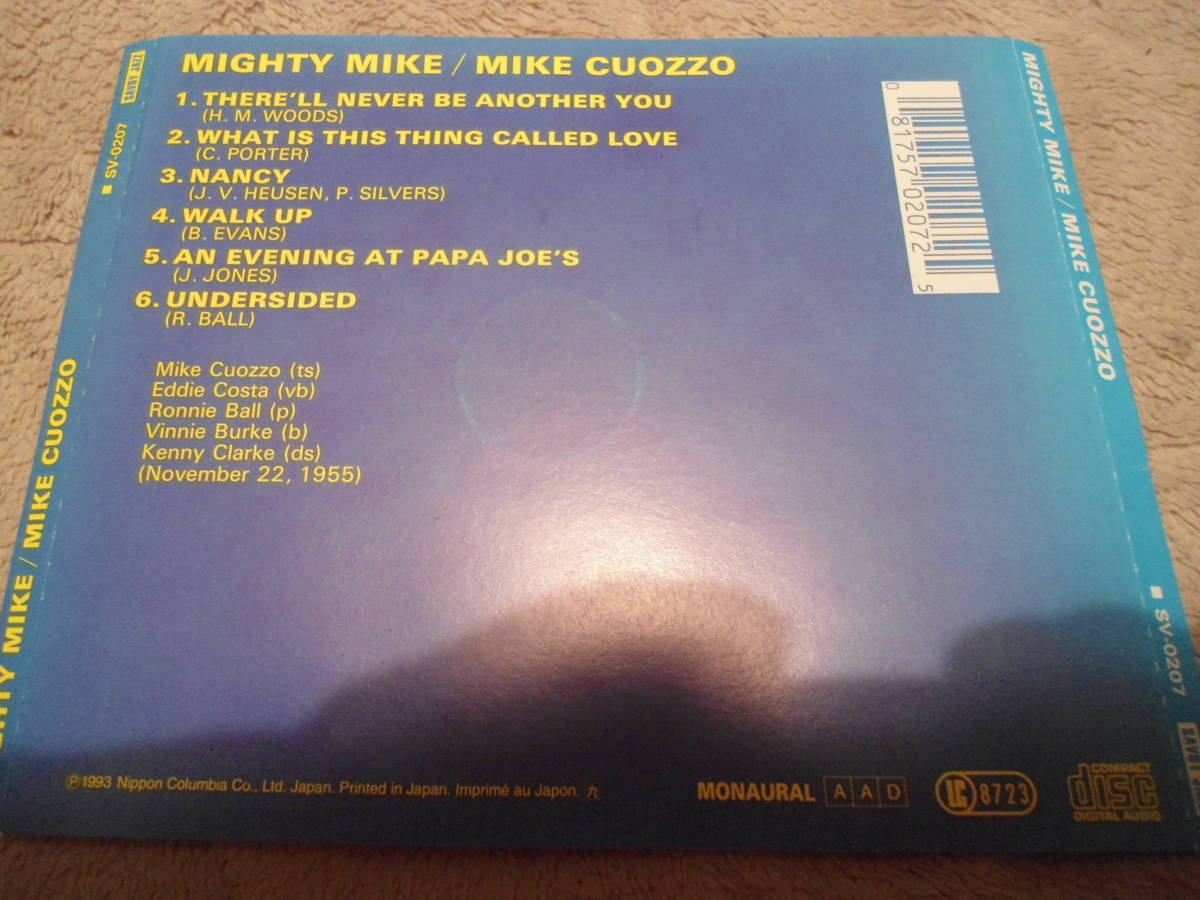 MIGHTY MIKE / MIKE CUOZZO
1. THERE'LL NEVER BE ANOTHER YOU
(H. M. WOODS)
2. WHAT IS THIS THING CALLED LOVE
(C. PORTER)
3. NANCY
(J. V. HEUSEN, P. SILVERS)
4. WALK UP
(B. EVANS)
5. AN EVENING AT PAPA JOE'S
(J. JONES)
6. UNDERSIDED
(R. BALL)
Mike Cuozzo (ts)
Eddie Costa (vb)
Ronnie Ball (p)
Vinnie Burke (b)
Kenny Clarke (ds)
(November 22, 1955)
℗1993 Nippon Columbia Co., Ltd. Japan. Printed in Japan. Imprimé au Japon. 九
MONAURAL A A D
LC 8723
COMPACT
disc
DIGITAL AUDIO
0 81757 02072 5
SAVOY JAZZ
■ SV-0207
MIKE / MIKE CUOZZO
MIGHTY MIKE / MIKE CUOZZO
■ SV-0207